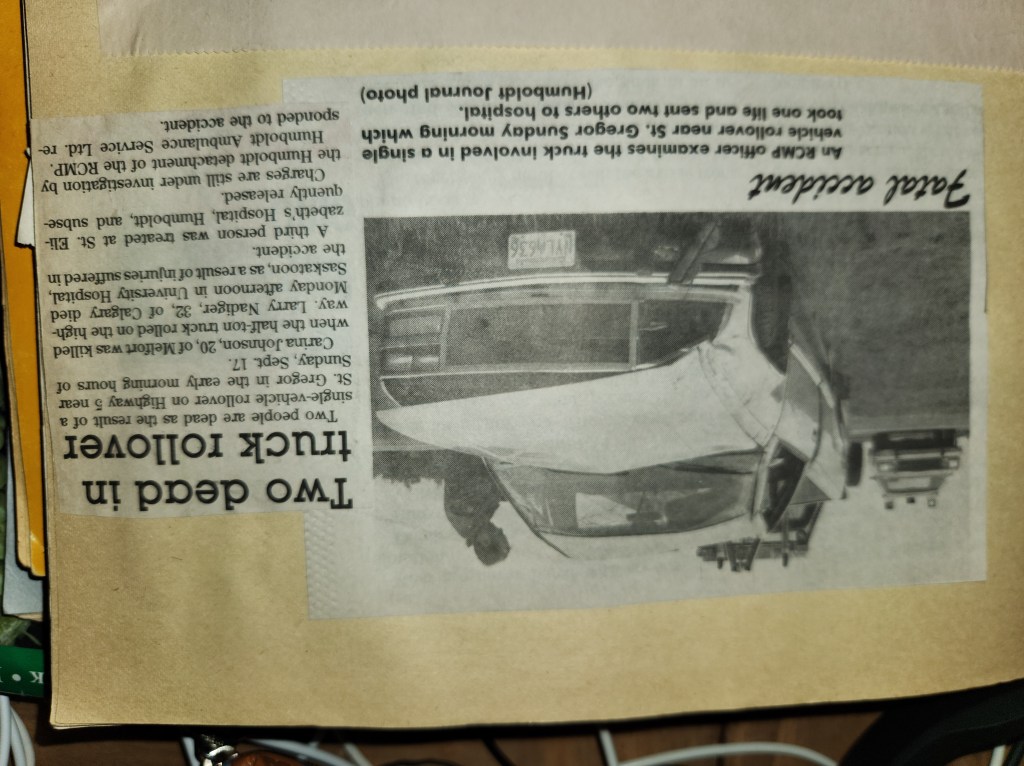 Two dead in
truck rollover
Two people are dead as the result of a
single-vehicle rollover on Highway 5 near
St. Gregor in the early morning hours of
Sunday, Sept. 17.
Carina Johnson, 20, of Melfort was killed
when the half-ton truck rolled on the high-
way. Larry Nadiger, 32, of Calgary died
Monday afternoon in University Hospital,
Saskatoon, as a result of injuries suffered in
the accident.
A third person was treated at St. Eli-
zabeth's Hospital, Humboldt, and subse-
quently released.
Charges are still under investigation by
the Humboldt detachment of the RCMP.
Humboldt Ambulance Service Ltd. re-
sponded to the accident.
Fatal accident
An RCMP officer examines the truck involved in a single
vehicle rollover near St. Gregor Sunday morning which
took one life and sent two others to hospital.
(Humboldt Journal photo)